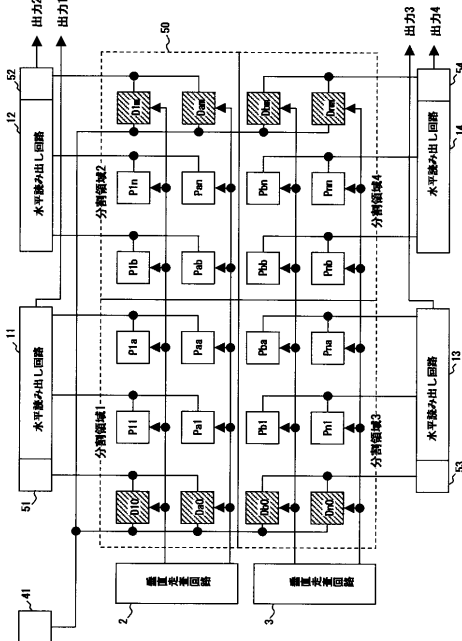 出力2
出力1
50
52
12
水平読み出し回路
11
水平読み出し回路
51
41
分割領域1
分割領域2
D10
P11
P1a
P1b
P1n
D1m
Da0
Pa1
Paa
Pab
Pan
Dam
垂直走査回路
2
Db0
Pb1
Pba
Pbb
Pbn
Dbm
Dn0
Pn1
Pna
Pnb
Pnn
Dnm
垂直走査回路
3
分割領域3
分割領域4
53
水平読み出し回路
13
水平読み出し回路
14
54
出力3
出力4